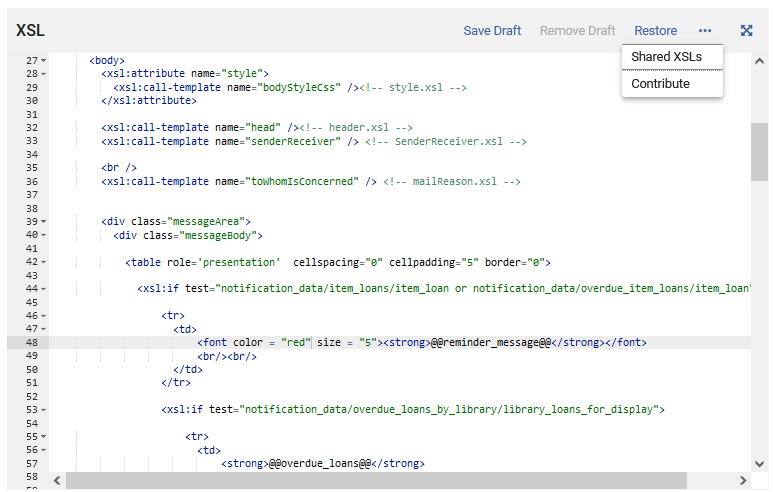 XSL
Save Draft Remove Draft Restore ...
Shared XSLs
Contribute
27 <body>
28 <xsl:attribute name="style">
29 <xsl:call-template name="bodyStyleCss" /><!-- style.xsl -->
30 </xsl:attribute>
31
32 <xsl:call-template name="head" /><!-- header.xsl -->
33 <xsl:call-template name="senderReceiver" /> <!-- SenderReceiver.xsl -->
34
35 <br />
36 <xsl:call-template name="toWhomIsConcerned" /> <!-- mailReason.xsl -->
37
38
39 <div class="messageArea">
40 <div class="messageBody">
41
42 <table role='presentation'  cellspacing="0" cellpadding="5" border="0">
43
44 <xsl:if test="notification_data/item_loans/item_loan or notification_data/overdue_item_loans/item_loan"
45
46 <tr>
47 <td>
48 <font color = "red" size = "5"><strong>@@reminder_message@@</strong></font>
49 <br/><br/>
50 </td>
51 </tr>
52
53 <xsl:if test="notification_data/overdue_loans_by_library/library_loans_for_display">
54
55 <tr>
56 <td>
57 <strong>@@overdue_loans@@</strong>
58